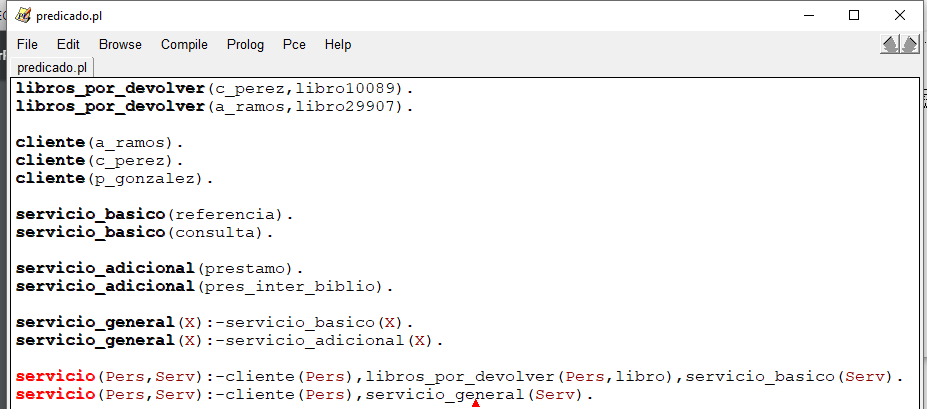 predicado.pl
File Edit Browse Compile Prolog Pce Help
predicado.pl
libros_por_devolver(c_perez,libro10089).
libros_por_devolver(a_ramos,libro29907).
cliente(a_ramos).
cliente(c_perez).
cliente(p_gonzalez).
servicio_basico(referencia).
servicio_basico(consulta).
servicio_adicional(prestamo).
servicio_adicional(pres_inter_biblio).
servicio_general(X):-servicio_basico(X).
servicio_general(X):-servicio_adicional(X).
servicio(Pers,Serv):-cliente(Pers),libros_por_devolver(Pers,libro),servicio_basico(Serv).
servicio(Pers,Serv):-cliente(Pers),servicio_general(Serv).